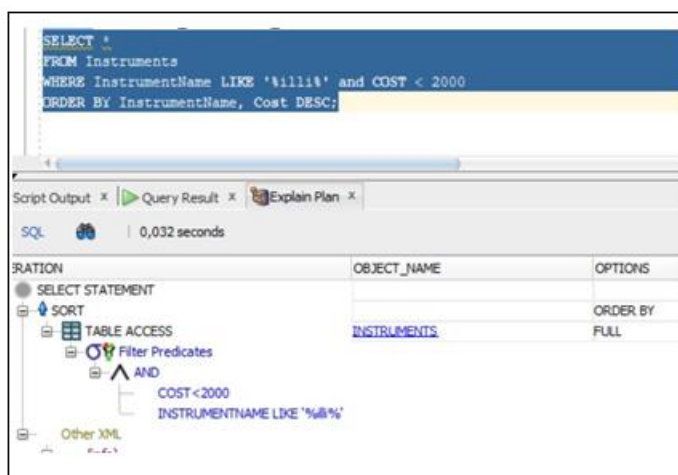 SELECT *
FROM Instruments
WHERE InstrumentName LIKE '%illi%' and COST < 2000
ORDER BY InstrumentName, Cost DESC;
Script Output x Query Result x Explain Plan x
SQL 0,032 seconds
ERATION OBJECT_NAME OPTIONS
SELECT STATEMENT
SORT ORDER BY
TABLE ACCESS INSTRUMENTS FULL
Filter Predicates
AND
COST<2000
INSTRUMENTNAME LIKE '%illi%'
Other XML